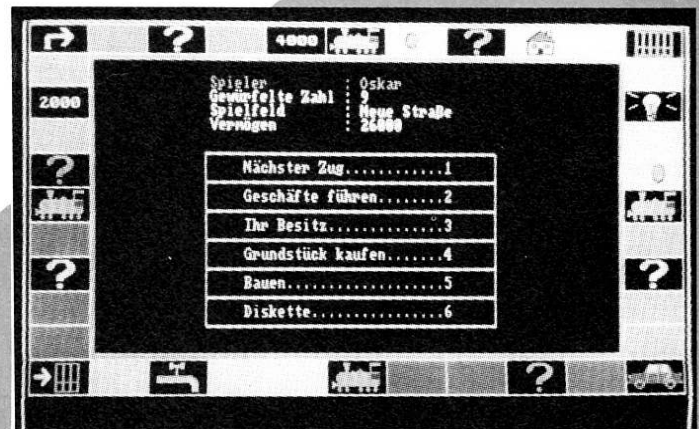 ? 4000 ?
2000
Spieler : Oskar
Gewürfelte Zahl : 9
Spielfeld : Neue Straße
Vermögen : 26000
?
Nächster Zug............1
Geschäfte führen........2
Ihr Besitz..............3
Grundstück kaufen.......4
? ?
Bauen...................5
Diskette................6
?